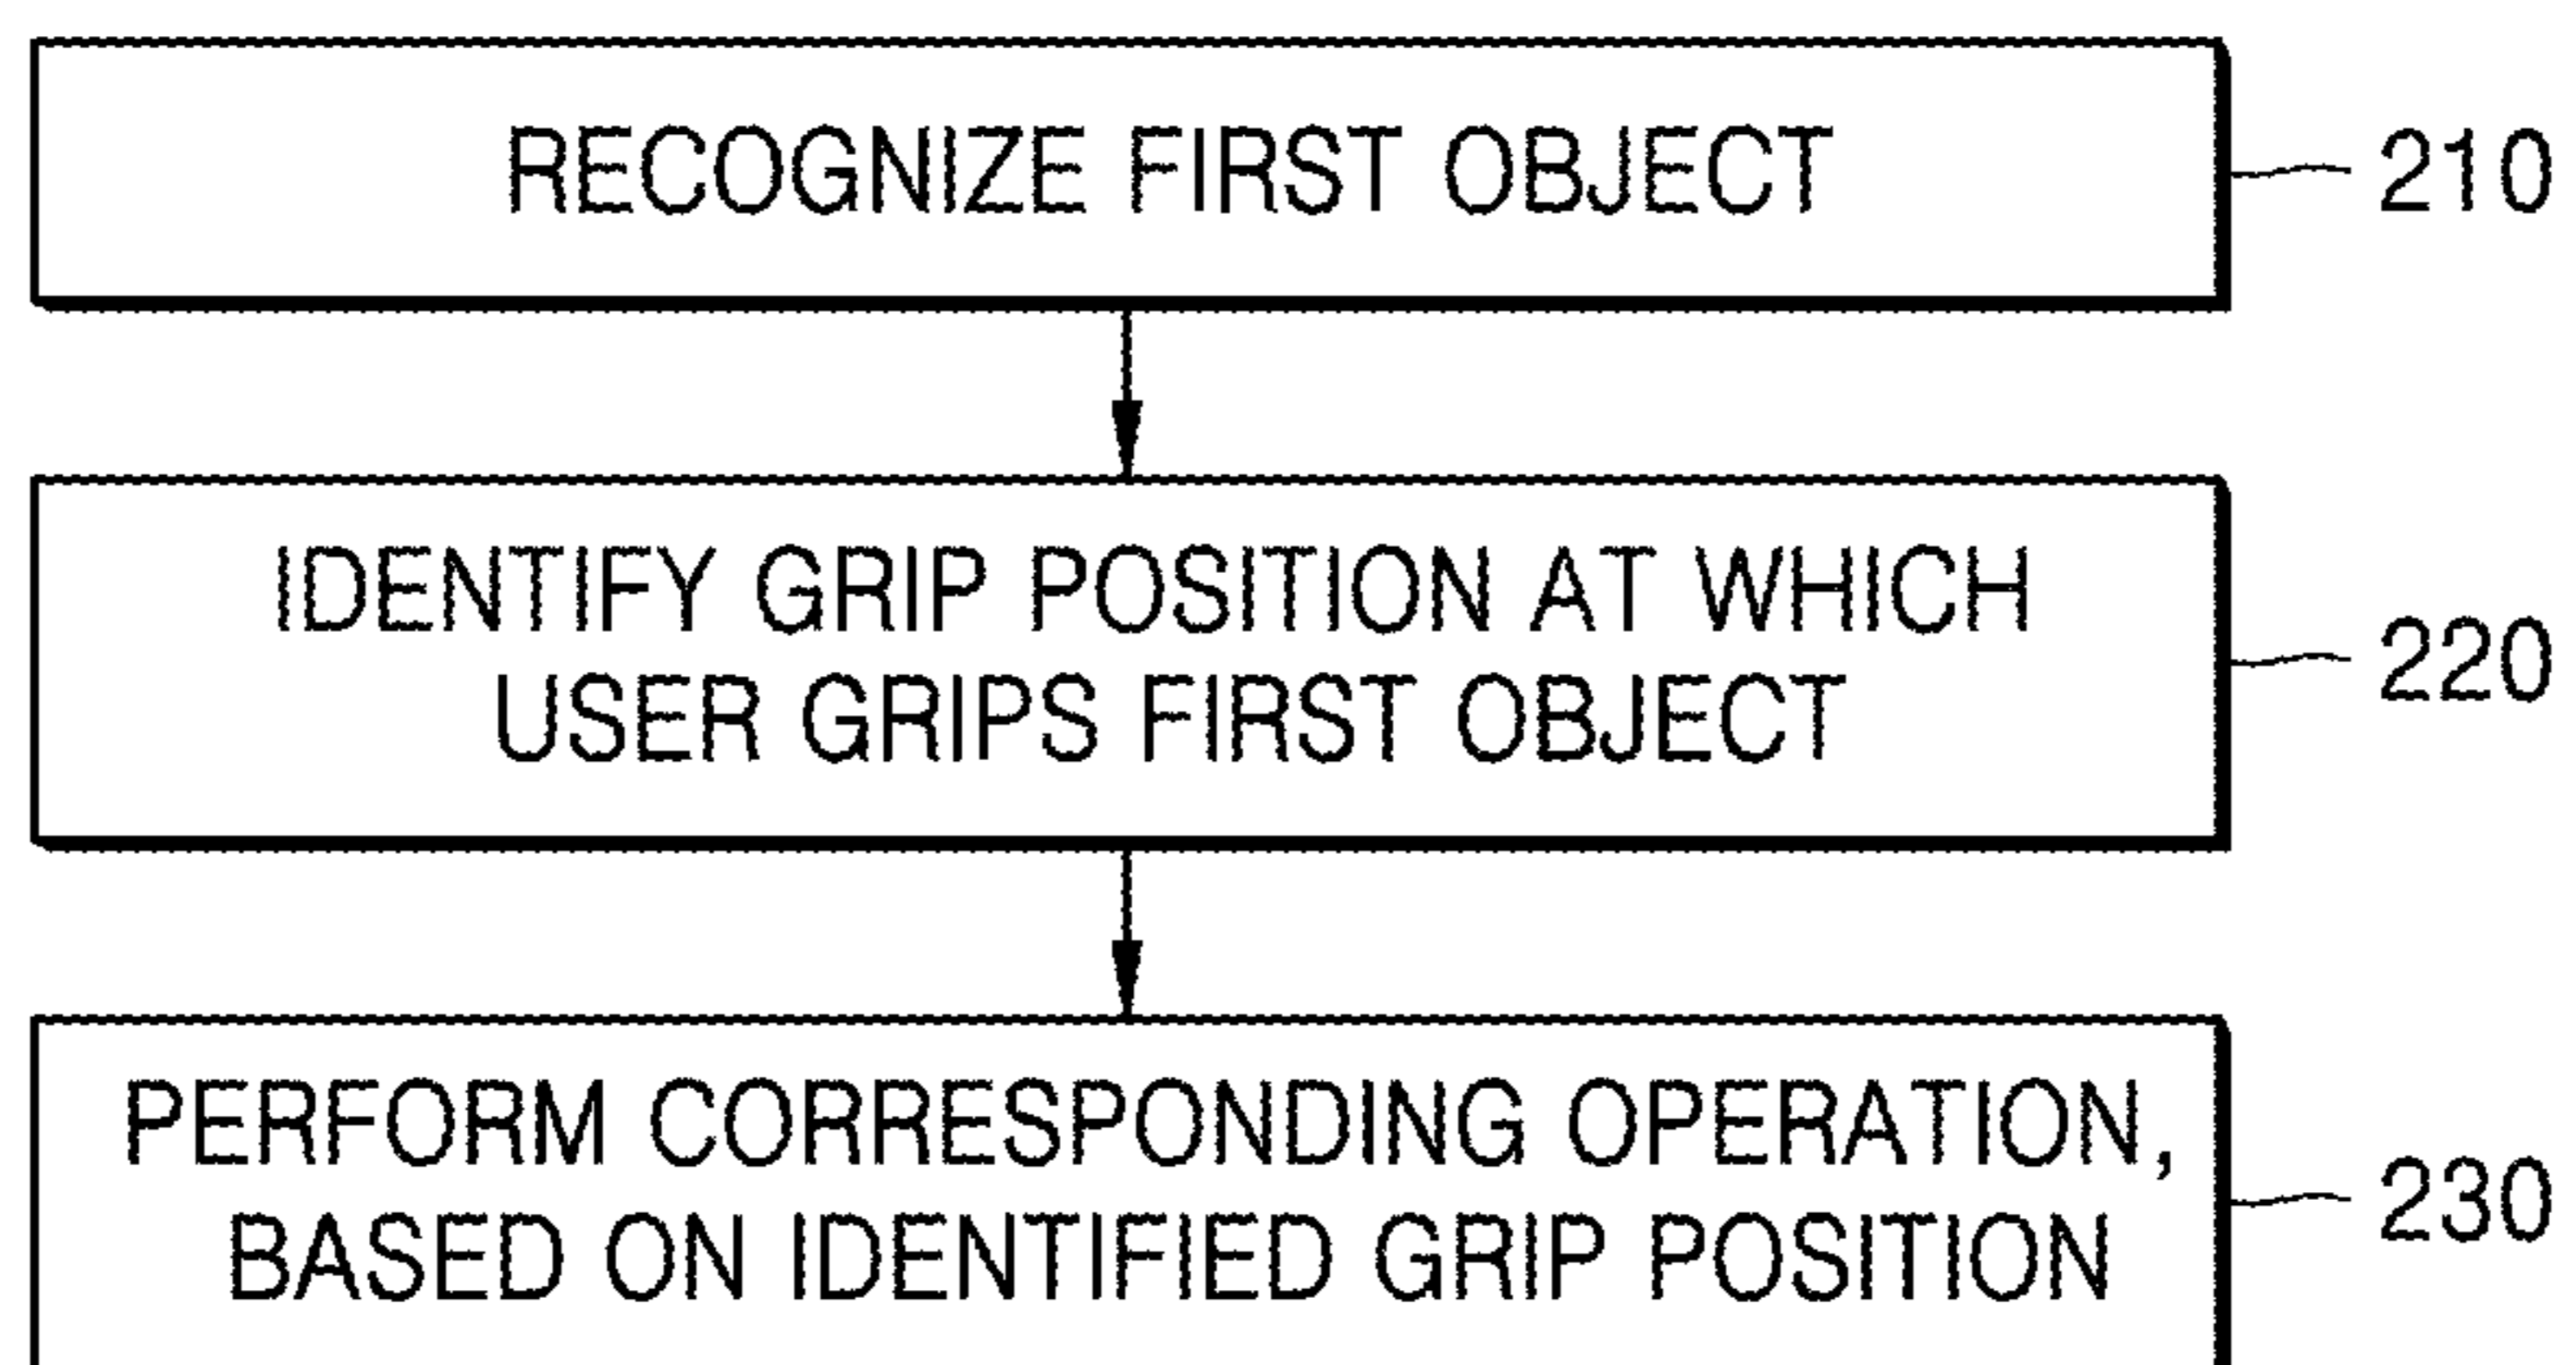 RECOGNIZE FIRST OBJECT
210
IDENTIFY GRIP POSITION AT WHICH
USER GRIPS FIRST OBJECT
220
PERFORM CORRESPONDING OPERATION,
BASED ON IDENTIFIED GRIP POSITION
230